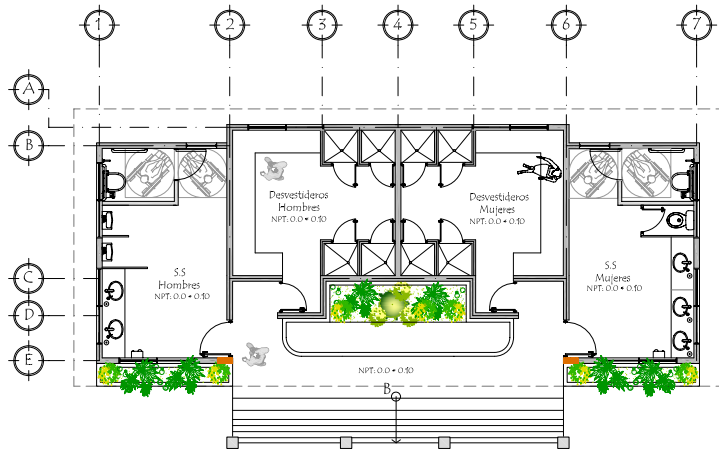 1
2
3
4
5
6
7
A
B
C
D
E
Desvestideros
Hombres
NPT: 0.0 + 0.10
Desvestideros
Mujeres
NPT: 0.0 + 0.10
S.S
Hombres
NPT: 0.0 + 0.10
S.S
Mujeres
NPT: 0.0 + 0.10
NPT: 0.0 + 0.10
B